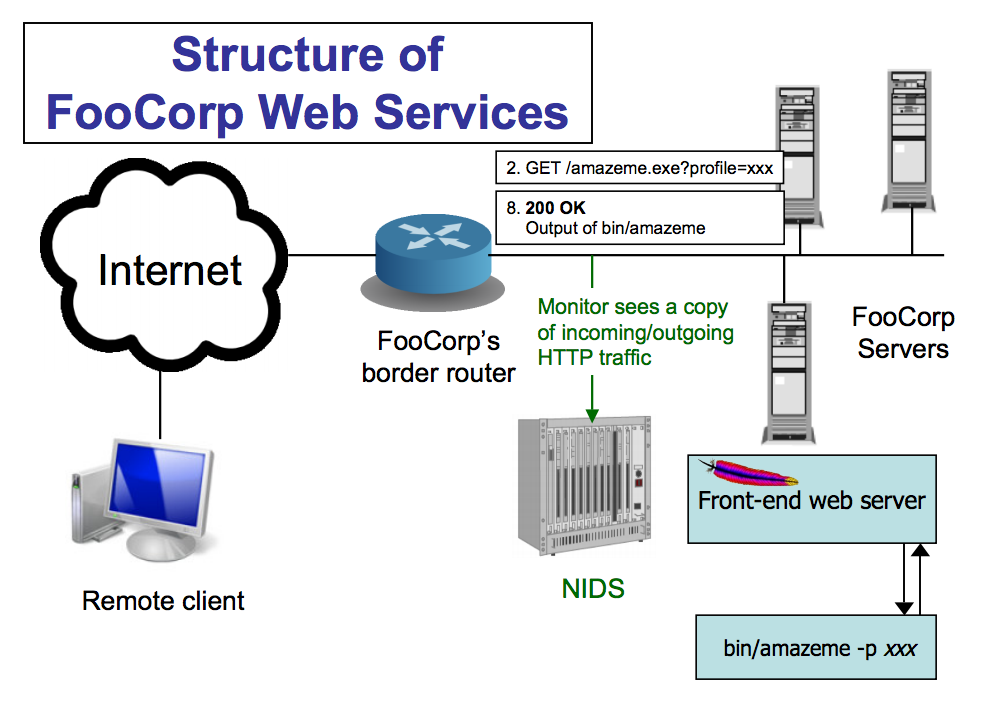 Structure of
FooCorp Web Services
2. GET /amazeme.exe?profile=xxx
8. 200 OK
Output of bin/amazeme
Internet
Monitor sees a copy
of incoming/outgoing
HTTP traffic
FooCorp's
border router
FooCorp
Servers
Front-end web server
NIDS
Remote client
bin/amazeme -p xxx